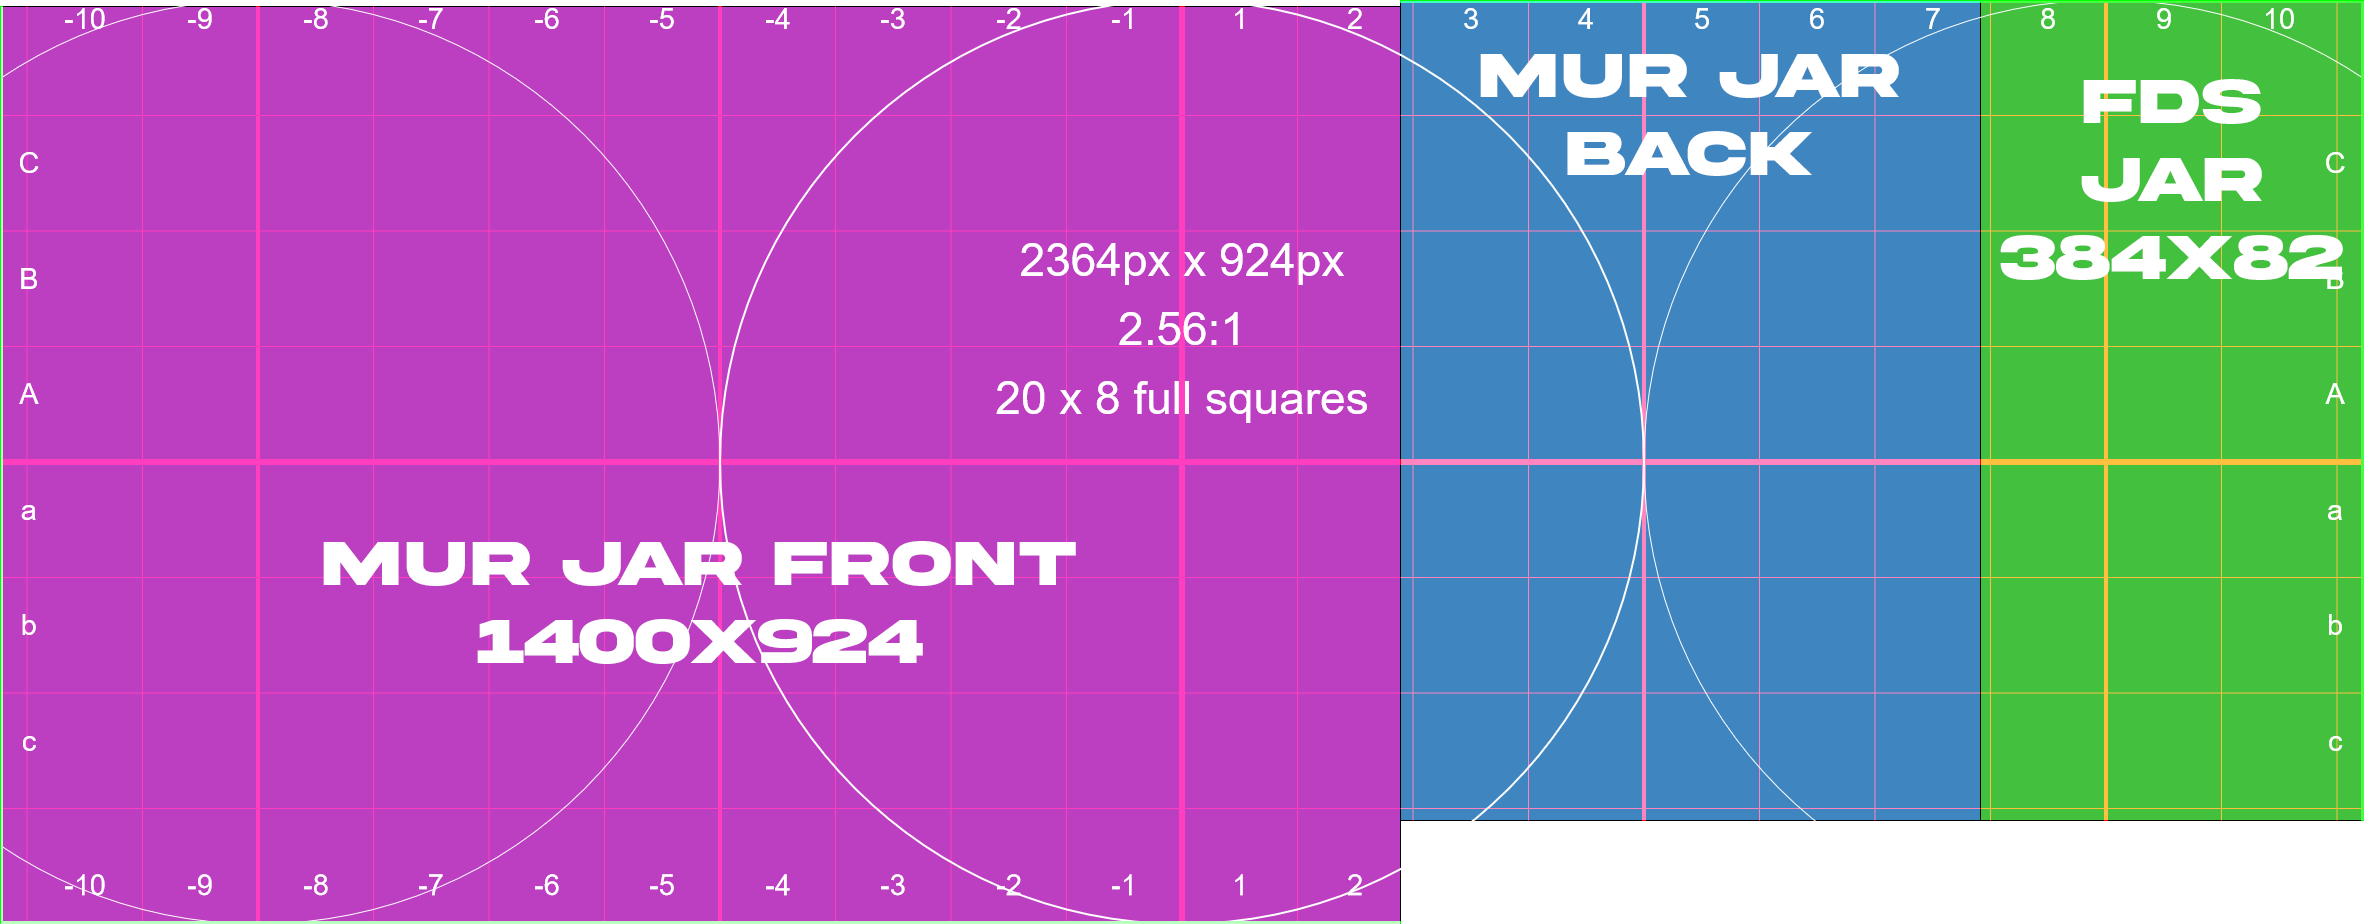 -10 -9 -8 -7 -6 -5 -4 -3 -2 -1 1 2 3 4 5 6 7 8 9 10
MUR JAR
BACK
FDS
JAR
384X82
C C
B B
A A
2364px x 924px
2.56:1
20 x 8 full squares
a a
MUR JAR FRONT
1400X924
b b
c c
-10 -9 -8 -7 -6 -5 -4 -3 -2 -1 1 2